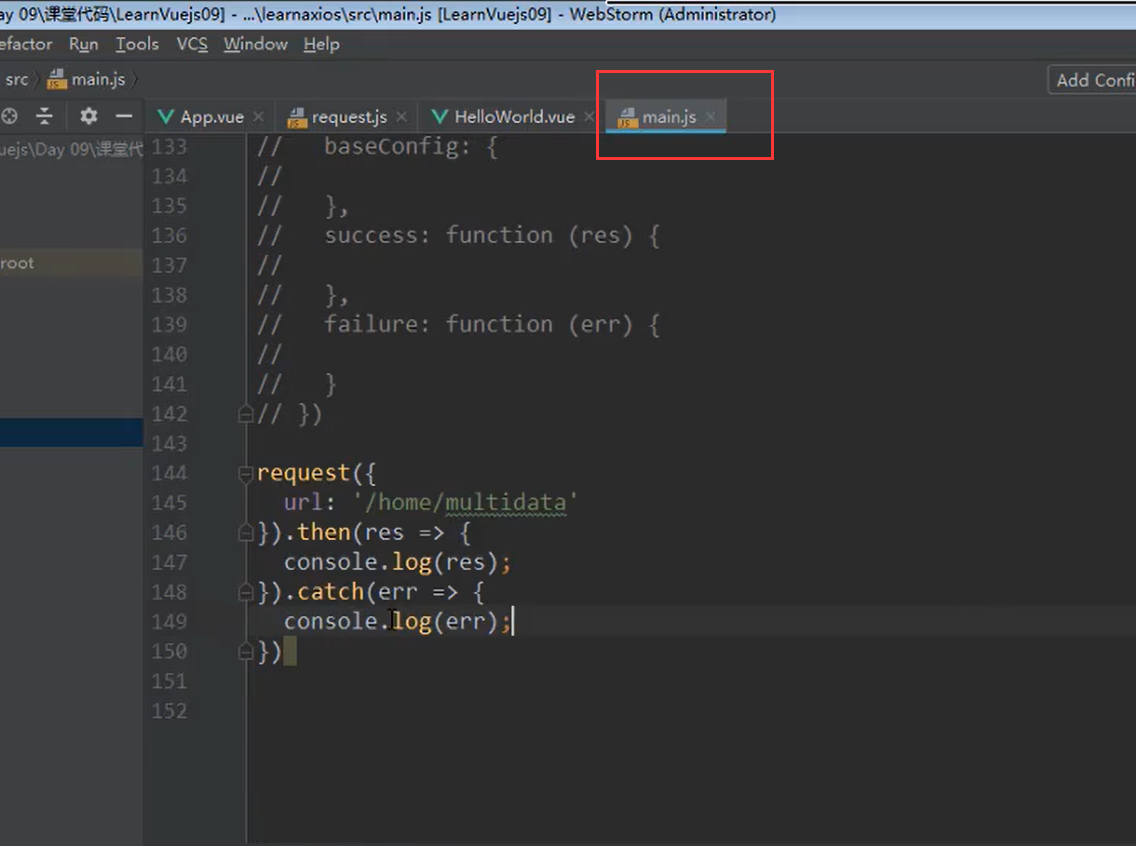 ay 09\课堂代码\LearnVuejs09] - ...\learnaxios\src\main.js [LearnVuejs09] - WebStorm (Administrator)
efactor Run Tools VCS Window Help
src main.js Add Confi
App.vue request.js HelloWorld.vue main.js
uejs\Day 09\课堂代
root
133 // baseConfig: {
134 //
135 // },
136 // success: function (res) {
137 //
138 // },
139 // failure: function (err) {
140 //
141 // }
142 // })
143
144 request({
145 url: '/home/multidata'
146 }).then(res => {
147 console.log(res);
148 }).catch(err => {
149 console.log(err);
150 })
151
152